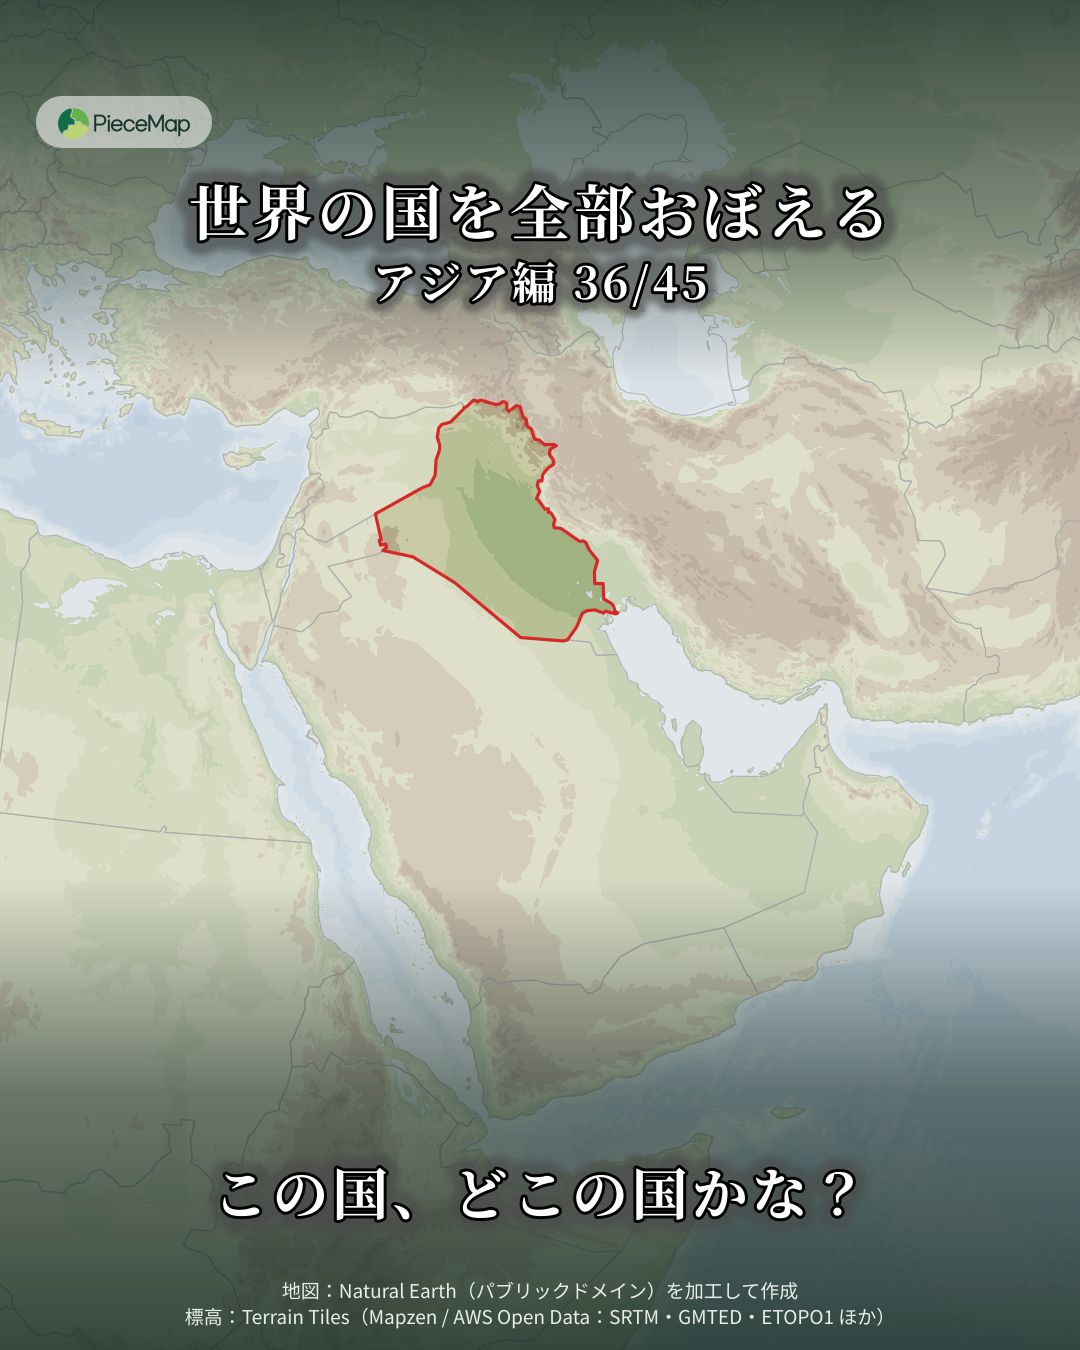 PieceMap
世界の国を全部おぼえる
アジア編 36/45
この国、どこの国かな？
地図：Natural Earth（パブリックドメイン）を加工して作成
標高：Terrain Tiles（Mapzen / AWS Open Data：SRTM・GMTED・ETOPO1 ほか）